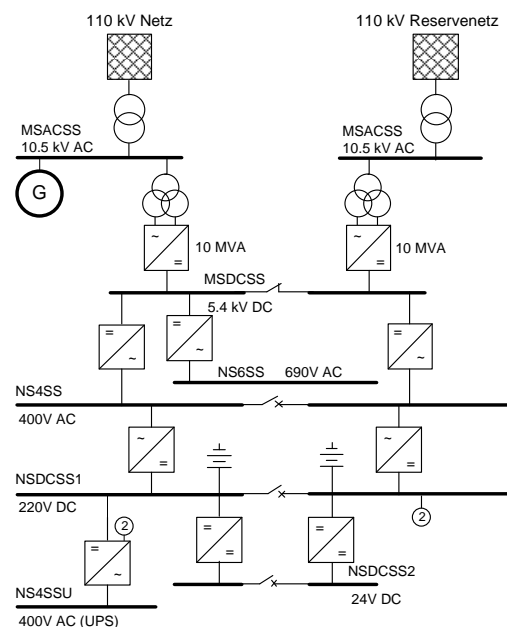 110 kV Netz
110 kV Reservenetz
MSACSS
10.5 kV AC
MSACSS
10.5 kV AC
G
~
=
10 MVA
~
=
10 MVA
MSDCSS
5.4 kV DC
=
~
=
~
=
~
NS6SS 690V AC
NS4SS
400V AC
~
=
~
=
NSDCSS1
220V DC
2
2
=
~
=
=
=
=
NSDCSS2
24V DC
NS4SSU
400V AC (UPS)